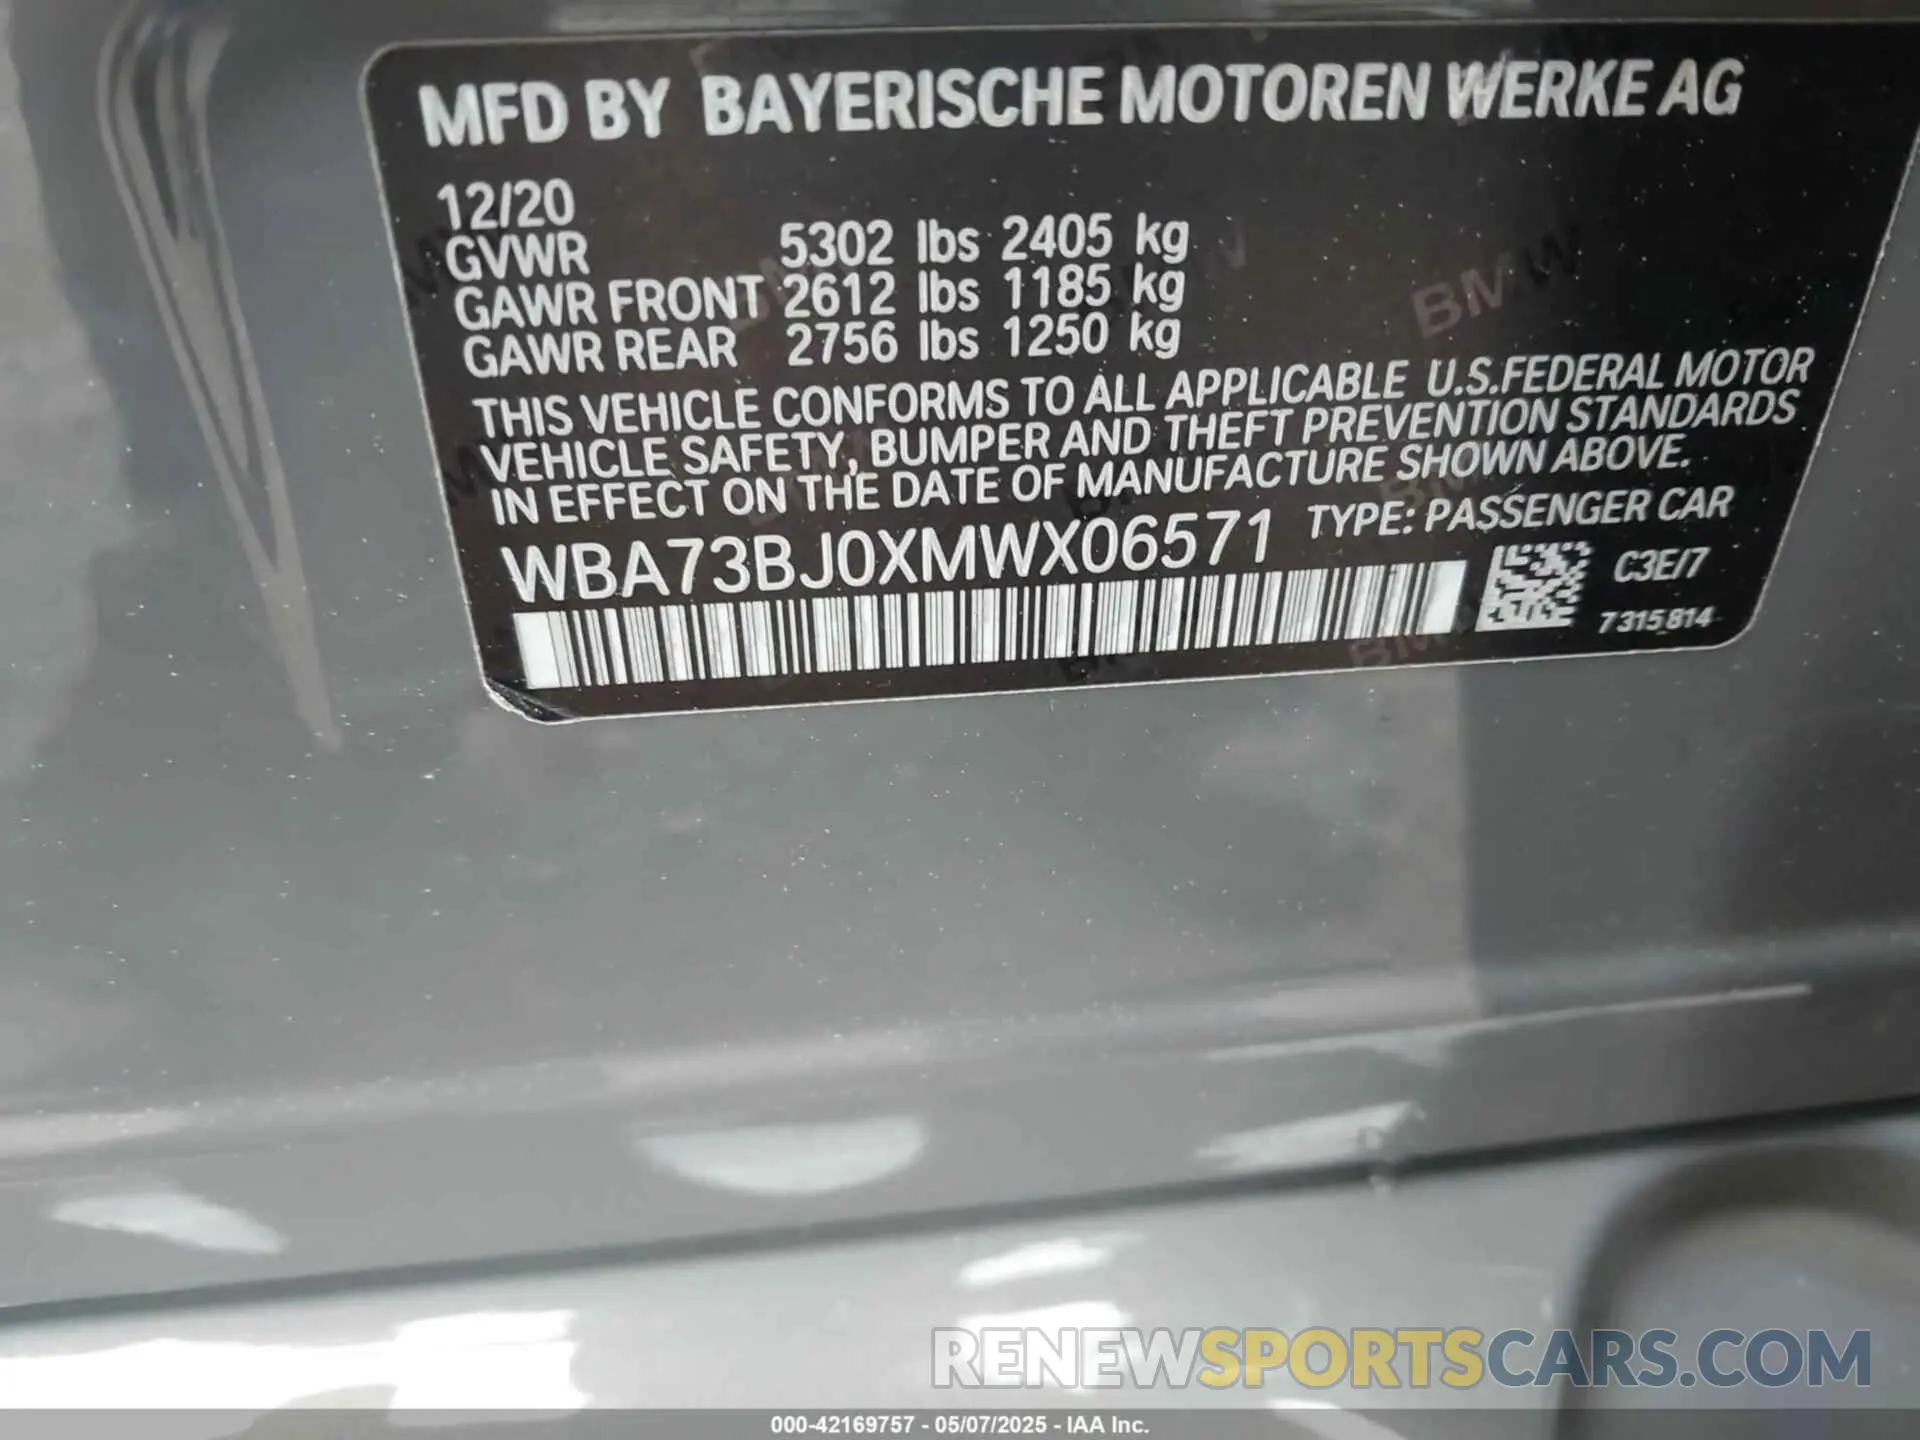 MFD BY BAYERISCHE MOTOREN WERKE AG
12/20
GVWR 5302 lbs 2405 kg
GAWR FRONT 2612 lbs 1185 kg
GAWR REAR 2756 lbs 1250 kg
THIS VEHICLE CONFORMS TO ALL APPLICABLE U.S.FEDERAL MOTOR
VEHICLE SAFETY, BUMPER AND THEFT PREVENTION STANDARDS
IN EFFECT ON THE DATE OF MANUFACTURE SHOWN ABOVE.
WBA73BJ0XMWX06571 TYPE: PASSENGER CAR
C3E/7
7315814
RENEWSPORTSCARS.COM
000-42169757 - 05/07/2025 - IAA Inc.